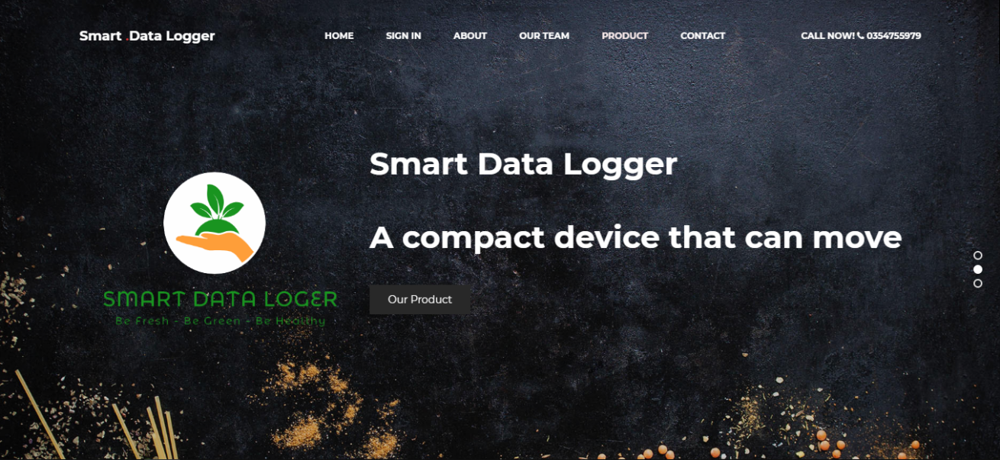 Smart .Data Logger
HOME
SIGN IN
ABOUT
OUR TEAM
PRODUCT
CONTACT
CALL NOW! 0354755979
Smart Data Logger
A compact device that can move
SMART DATA LOGER
Be Fresh - Be Green - Be Healthy
Our Product